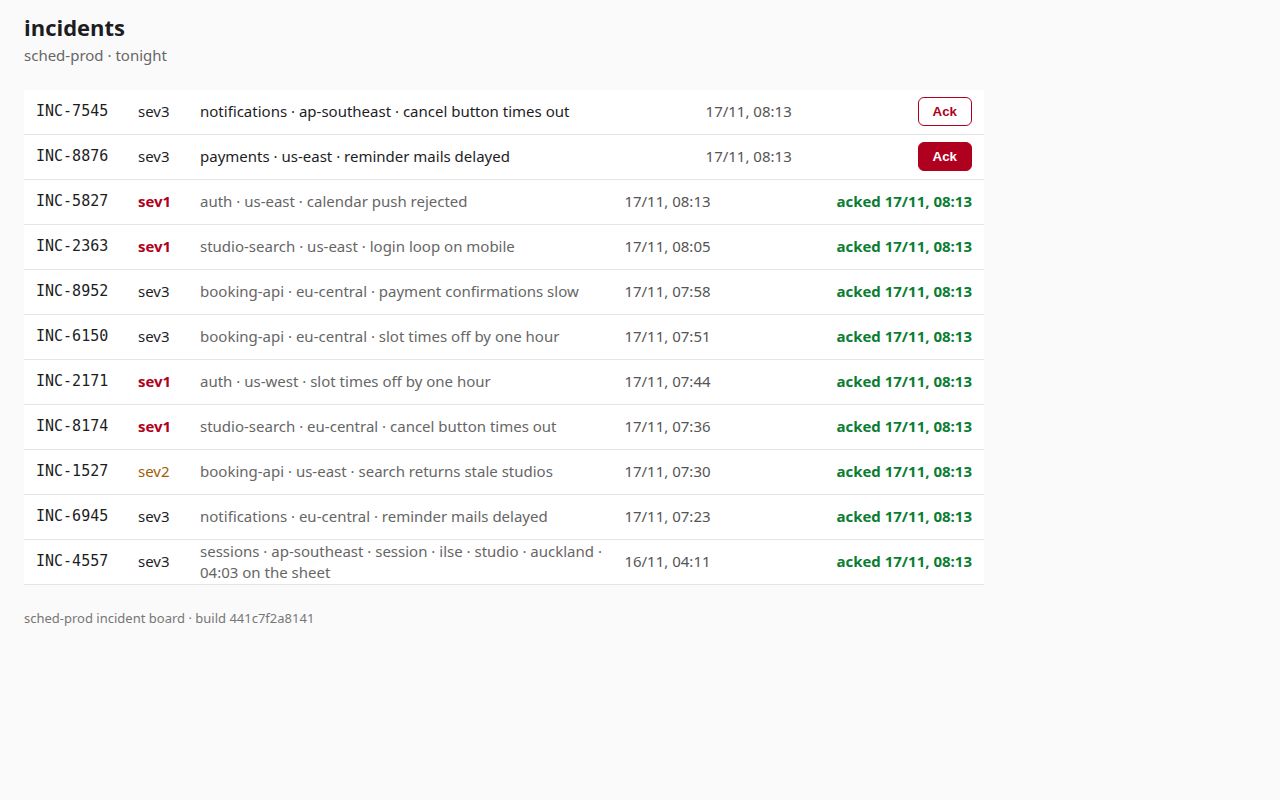 incidents
sched-prod · tonight
INC-7545 sev3 notifications · ap-southeast · cancel button times out 17/11, 08:13 Ack
INC-8876 sev3 payments · us-east · reminder mails delayed 17/11, 08:13 Ack
INC-5827 sev1 auth · us-east · calendar push rejected 17/11, 08:13 acked 17/11, 08:13
INC-2363 sev1 studio-search · us-east · login loop on mobile 17/11, 08:05 acked 17/11, 08:13
INC-8952 sev3 booking-api · eu-central · payment confirmations slow 17/11, 07:58 acked 17/11, 08:13
INC-6150 sev3 booking-api · eu-central · slot times off by one hour 17/11, 07:51 acked 17/11, 08:13
INC-2171 sev1 auth · us-west · slot times off by one hour 17/11, 07:44 acked 17/11, 08:13
INC-8174 sev1 studio-search · eu-central · cancel button times out 17/11, 07:36 acked 17/11, 08:13
INC-1527 sev2 booking-api · us-east · search returns stale studios 17/11, 07:30 acked 17/11, 08:13
INC-6945 sev3 notifications · eu-central · reminder mails delayed 17/11, 07:23 acked 17/11, 08:13
INC-4557 sev3 sessions · ap-southeast · session · ilse · studio · auckland · 16/11, 04:11 acked 17/11, 08:13
04:03 on the sheet
sched-prod incident board · build 441c7f2a8141